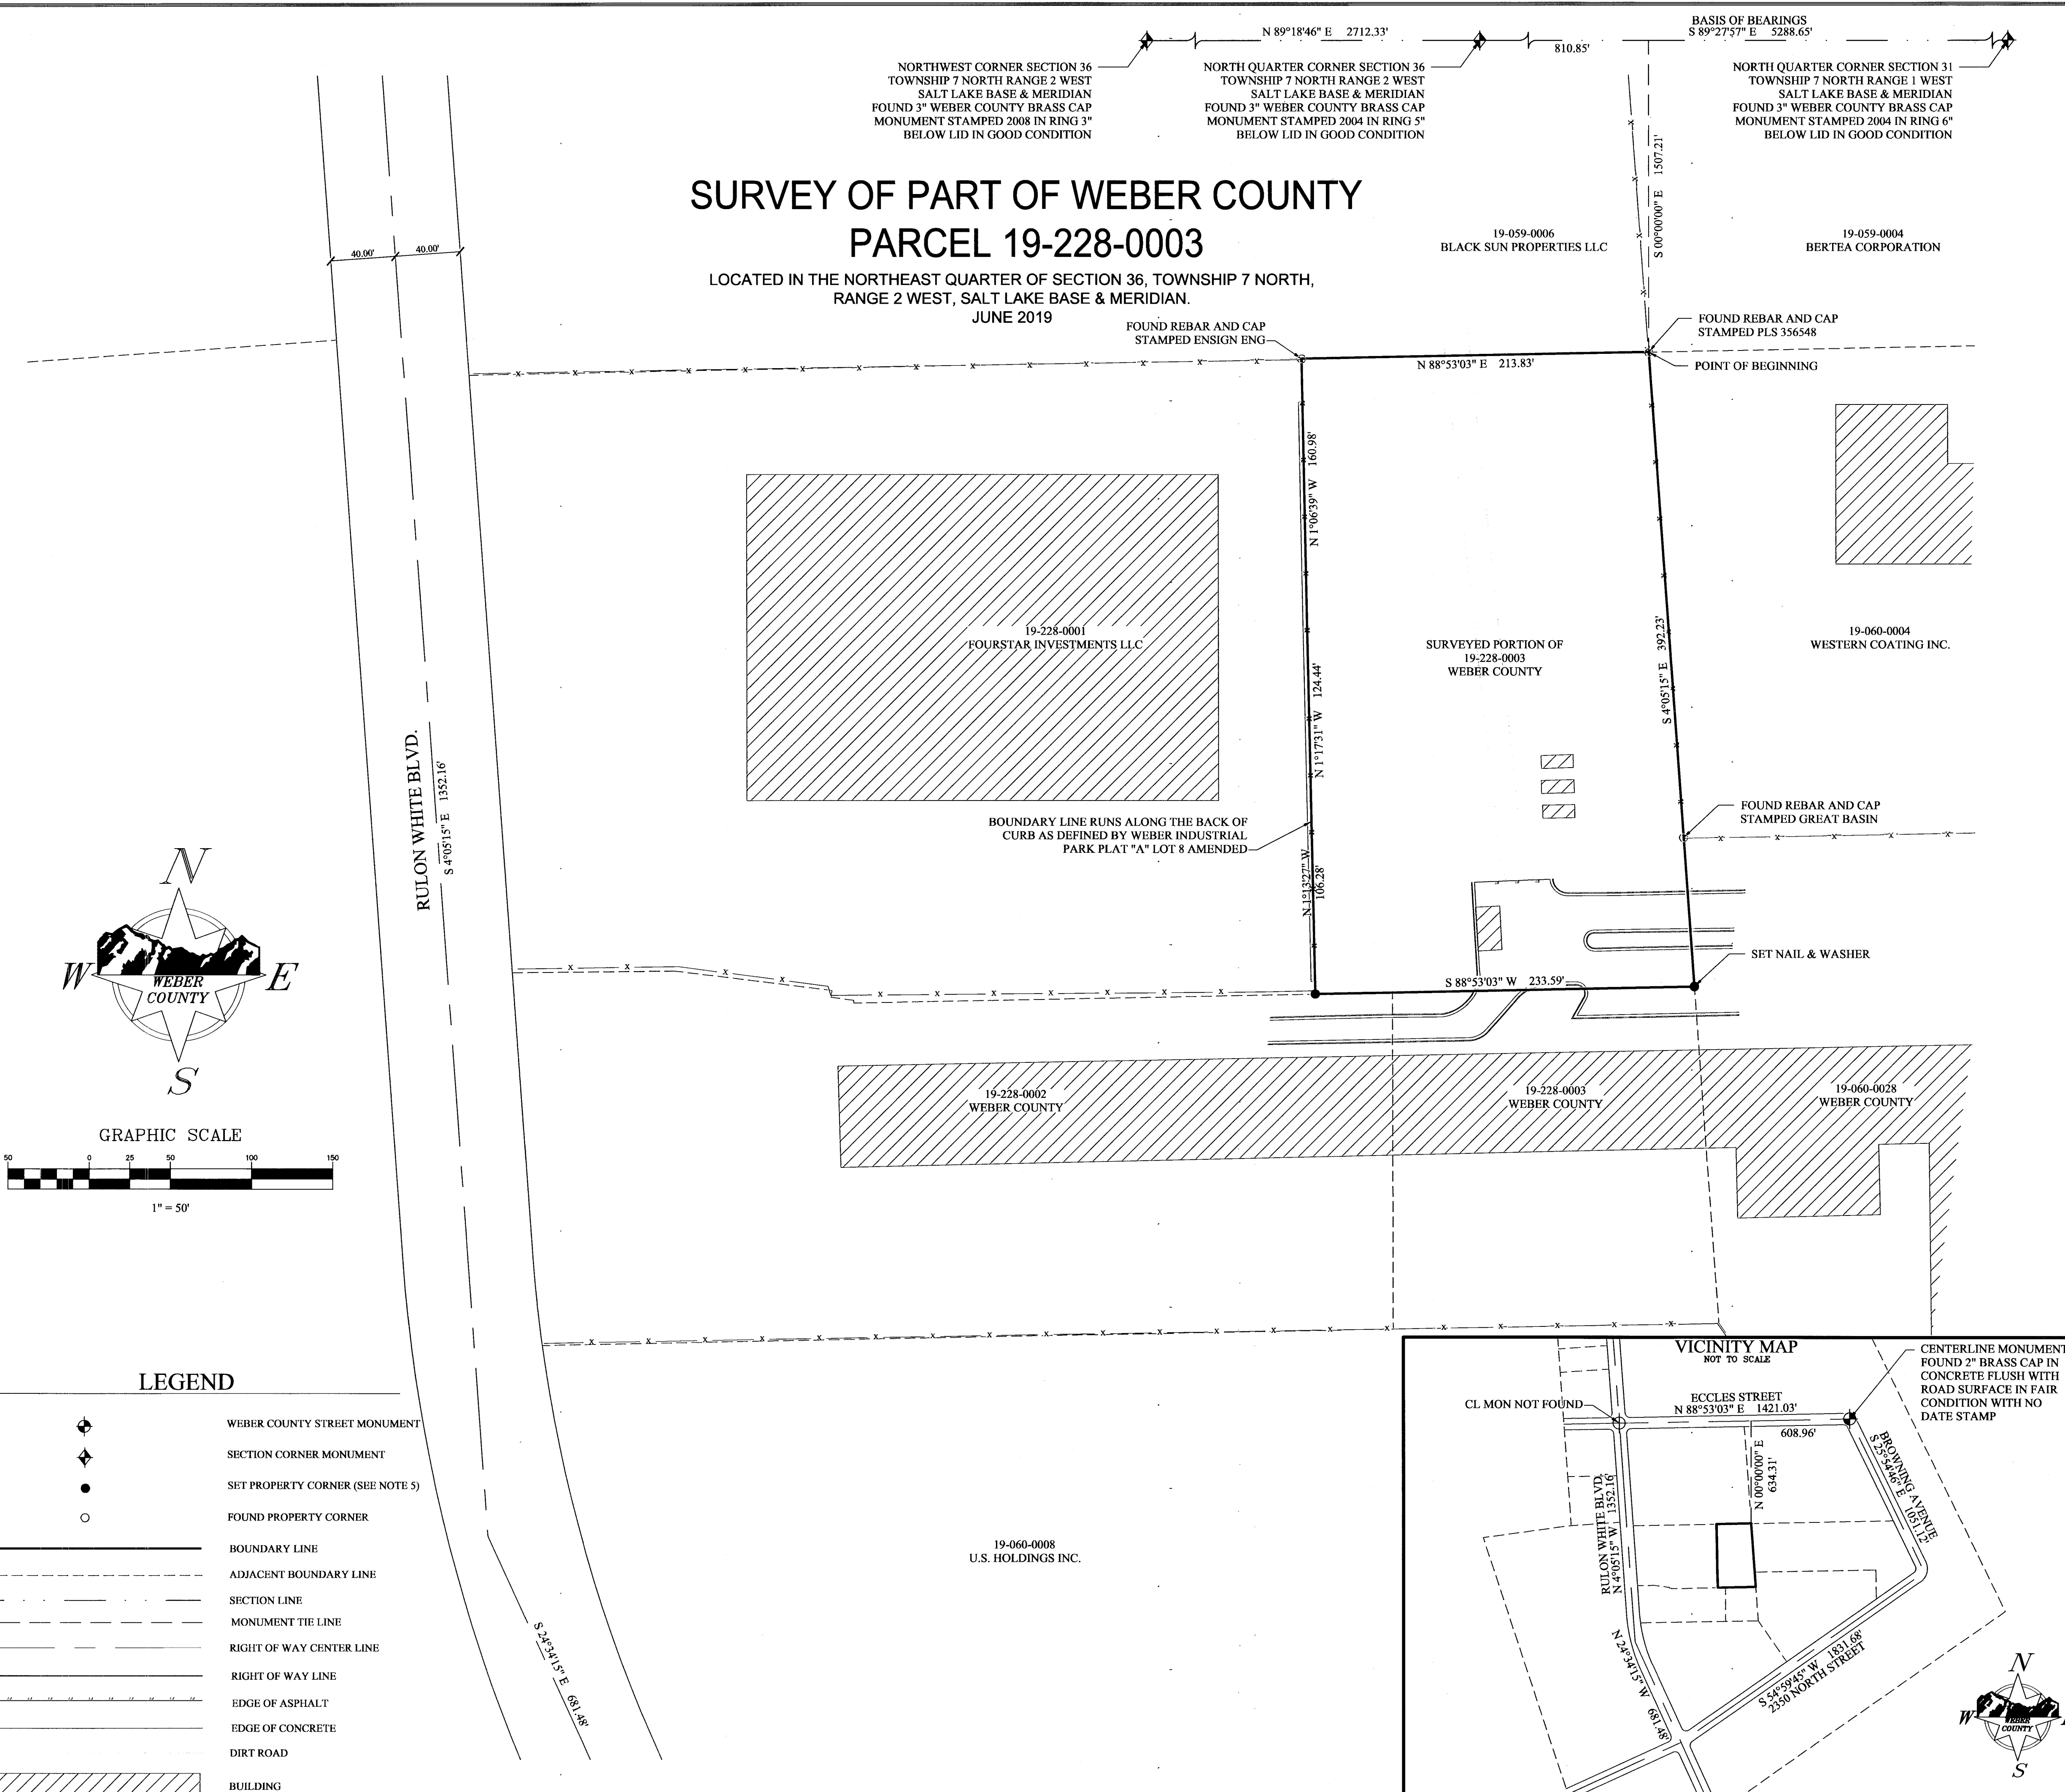 BASIS OF BEARINGS
N 89°18'46" E 2712.33'
S 89°27'57" E 5288.65'
810.85'
NORTHWEST CORNER SECTION 36
TOWNSHIP 7 NORTH RANGE 2 WEST
SALT LAKE BASE & MERIDIAN
FOUND 3" WEBER COUNTY BRASS CAP
MONUMENT STAMPED 2008 IN RING 3"
BELOW LID IN GOOD CONDITION
NORTH QUARTER CORNER SECTION 36
TOWNSHIP 7 NORTH RANGE 2 WEST
SALT LAKE BASE & MERIDIAN
FOUND 3" WEBER COUNTY BRASS CAP
MONUMENT STAMPED 2004 IN RING 5"
BELOW LID IN GOOD CONDITION
NORTH QUARTER CORNER SECTION 31
TOWNSHIP 7 NORTH RANGE 1 WEST
SALT LAKE BASE & MERIDIAN
FOUND 3" WEBER COUNTY BRASS CAP
MONUMENT STAMPED 2004 IN RING 6"
BELOW LID IN GOOD CONDITION
S 00°00'00" E 1507.21'
SURVEY OF PART OF WEBER COUNTY
PARCEL 19-228-0003
LOCATED IN THE NORTHEAST QUARTER OF SECTION 36, TOWNSHIP 7 NORTH,
RANGE 2 WEST, SALT LAKE BASE & MERIDIAN.
JUNE 2019
40.00'
40.00'
19-059-0006
BLACK SUN PROPERTIES LLC
19-059-0004
BERTEA CORPORATION
FOUND REBAR AND CAP
STAMPED ENSIGN ENG
FOUND REBAR AND CAP
STAMPED PLS 356548
POINT OF BEGINNING
N 88°53'03" E 213.83'
N 1°06'39" W 160.98'
19-228-0001
FOURSTAR INVESTMENTS LLC
SURVEYED PORTION OF
19-228-0003
WEBER COUNTY
S 4°05'15" E 392.23'
19-060-0004
WESTERN COATING INC.
N 1°17'31" W 124.44'
RULON WHITE BLVD.
S 4°05'15" E 1352.16'
BOUNDARY LINE RUNS ALONG THE BACK OF
CURB AS DEFINED BY WEBER INDUSTRIAL
PARK PLAT "A" LOT 8 AMENDED
FOUND REBAR AND CAP
STAMPED GREAT BASIN
N 1°13'27" W
106.28'
SET NAIL & WASHER
S 88°53'03" W 233.59'
N
W
WEBER
COUNTY
E
S
19-228-0002
WEBER COUNTY
19-228-0003
WEBER COUNTY
19-060-0028
WEBER COUNTY
GRAPHIC SCALE
50 0 25 50 100 150
1" = 50'
LEGEND
WEBER COUNTY STREET MONUMENT
SECTION CORNER MONUMENT
SET PROPERTY CORNER (SEE NOTE 5)
FOUND PROPERTY CORNER
BOUNDARY LINE
ADJACENT BOUNDARY LINE
SECTION LINE
MONUMENT TIE LINE
RIGHT OF WAY CENTER LINE
RIGHT OF WAY LINE
EDGE OF ASPHALT
EDGE OF CONCRETE
DIRT ROAD
BUILDING
S 24°34'15" E 681.48'
19-060-0008
U.S. HOLDINGS INC.
VICINITY MAP
NOT TO SCALE
CL MON NOT FOUND
ECCLES STREET
N 88°53'03" E 1421.03'
608.96'
CENTERLINE MONUMENT
FOUND 2" BRASS CAP IN
CONCRETE FLUSH WITH
ROAD SURFACE IN FAIR
CONDITION WITH NO
DATE STAMP
N 00°00'00" E
634.31'
BROWNING AVENUE
S 25°54'46" E 1051.12'
RULON WHITE BLVD.
N 4°05'15" W 1352.16'
N 24°34'15" W 681.48'
S 54°59'45" W 1831.68'
2350 NORTH STREET
N
W
WEBER
COUNTY
S